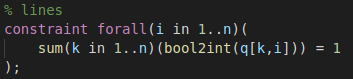 % lines
constraint forall(i in 1..n)(
    sum(k in 1..n)(bool2int(q[k,i])) = 1
);